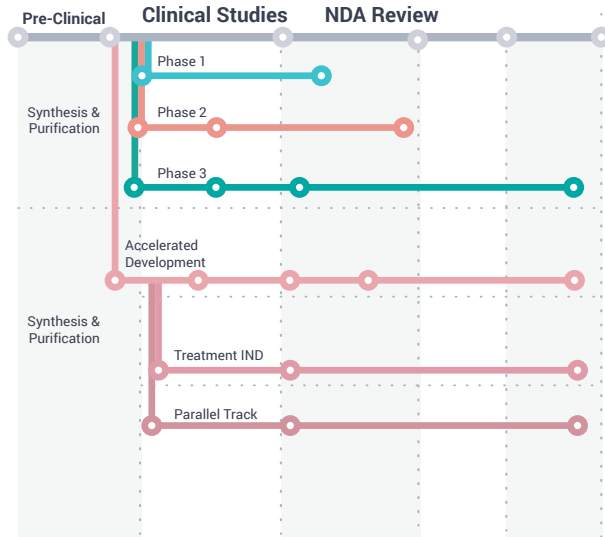 Pre-Clinical
Clinical Studies
NDA Review
Phase 1
Synthesis &
Purification
Phase 2
Phase 3
Accelerated
Development
Synthesis &
Purification
Treatment IND
Parallel Track